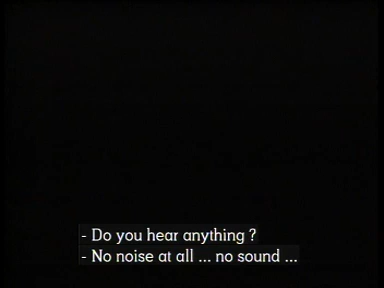 - Do you hear anything ?
- No noise at all ... no sound ...